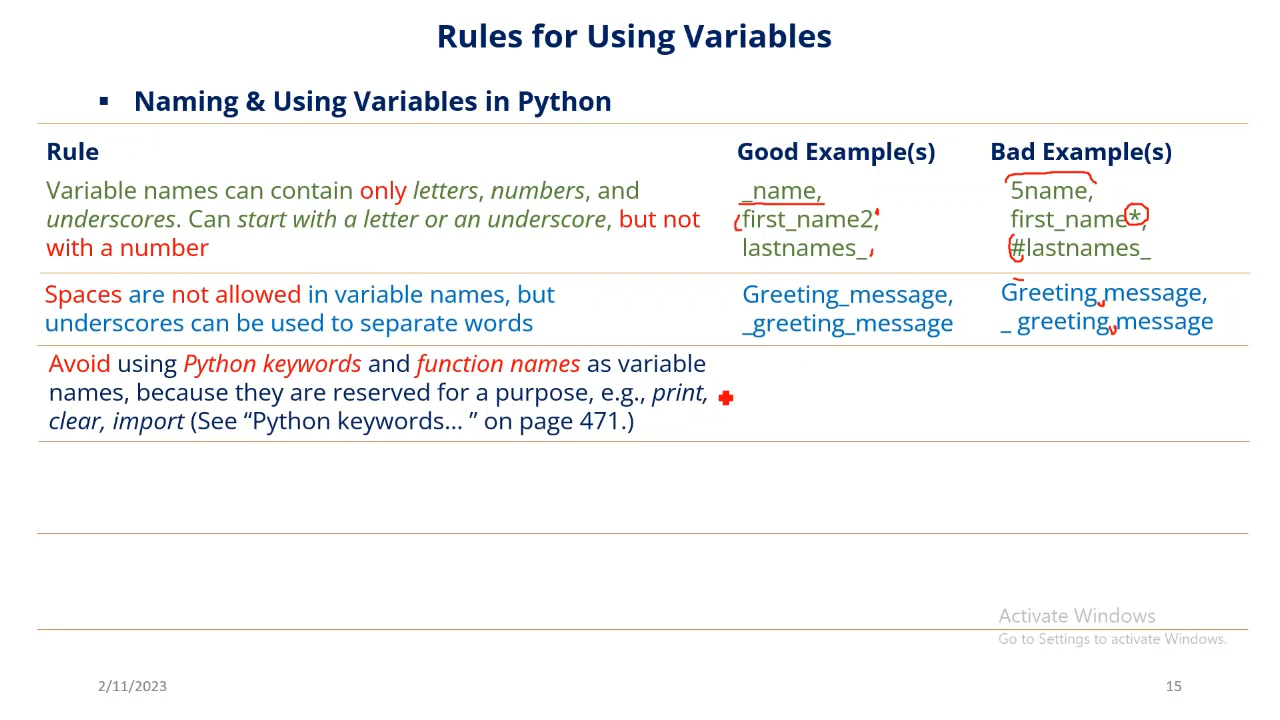 Rules for Using Variables
▪ Naming & Using Variables in Python
Rule Good Example(s) Bad Example(s)
Variable names can contain only letters, numbers, and _name, 5name,
underscores. Can start with a letter or an underscore, but not first_name2, first_name*,
with a number lastnames_ #lastnames_
Spaces are not allowed in variable names, but Greeting_message, Greeting message,
underscores can be used to separate words _greeting_message _ greeting message
Avoid using Python keywords and function names as variable
names, because they are reserved for a purpose, e.g., print,
clear, import (See “Python keywords... ” on page 471.)
Activate Windows
Go to Settings to activate Windows.
2/11/2023 15